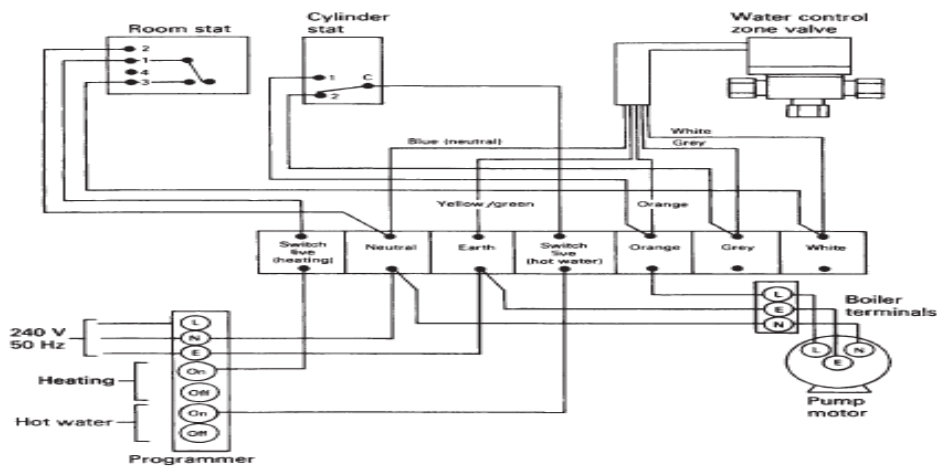 Room stat
Cylinder
stat
Water control
zone valve
2
1
4
3
1
C
2
White
Grey
Blue (neutral)
Yellow/green
Orange
Switch
live
(heating)
Neutral
Earth
Switch
live
(hot water)
Orange
Grey
White
240 V
50 Hz
L
N
E
Heating
On
Off
Hot water
On
Off
Programmer
L
E
N
Boiler
terminals
L
E
N
Pump
motor